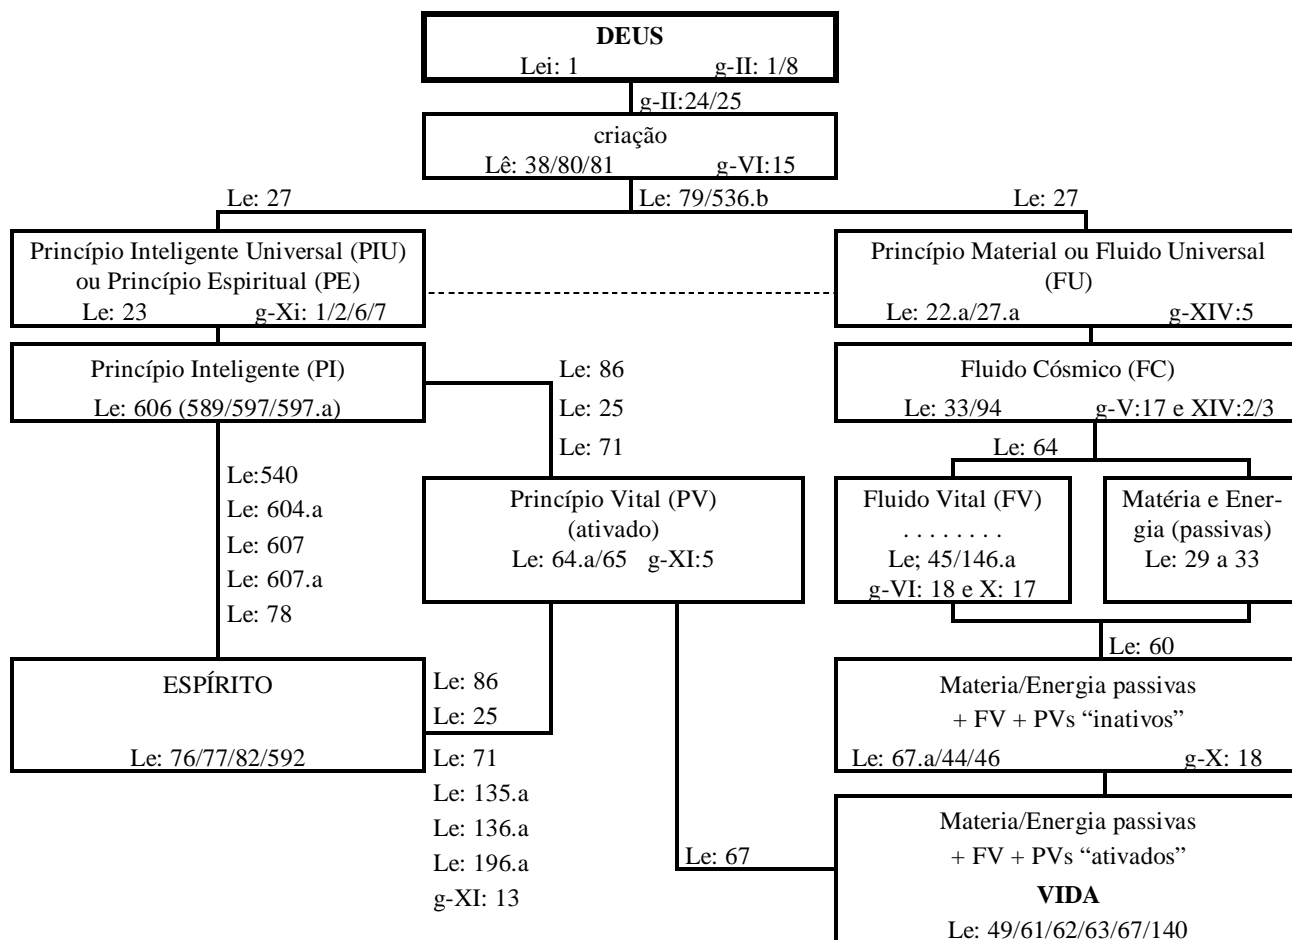 DEUS
Lei: 1 g-II: 1/8
g-II:24/25
criação
Lê: 38/80/81 g-VI:15
Le: 27 Le: 79/536.b Le: 27
Princípio Inteligente Universal (PIU)
ou Princípio Espiritual (PE)
Le: 23 g-Xi: 1/2/6/7
Princípio Material ou Fluido Universal
(FU)
Le: 22.a/27.a g-XIV:5
Princípio Inteligente (PI)
Le: 606 (589/597/597.a)
Le: 86
Le: 25
Le: 71
Fluido Cósmico (FC)
Le: 33/94 g-V:17 e XIV:2/3
Le: 64
Le:540
Le: 604.a
Le: 607
Le: 607.a
Le: 78
Princípio Vital (PV)
(ativado)
Le: 64.a/65 g-XI:5
Fluido Vital (FV)
. . . . . . . .
Le; 45/146.a
g-VI: 18 e X: 17
Matéria e Ener-
gia (passivas)
Le: 29 a 33
Le: 60
ESPÍRITO
Le: 76/77/82/592
Le: 86
Le: 25
Le: 71
Le: 135.a
Le: 136.a
Le: 196.a
g-XI: 13
Materia/Energia passivas
+ FV + PVs “inativos”
Le: 67.a/44/46 g-X: 18
Le: 67
Materia/Energia passivas
+ FV + PVs “ativados”
VIDA
Le: 49/61/62/63/67/140